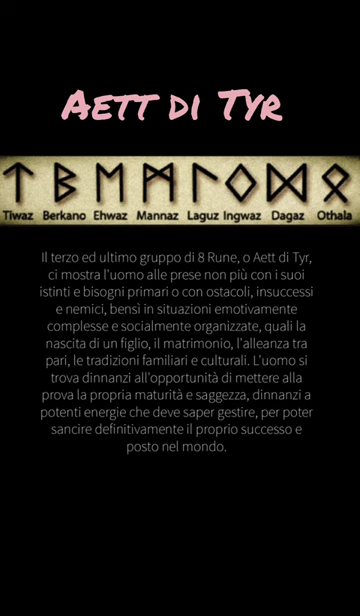 Aett di Tyr
Tiwaz Berkano Ehwaz Mannaz Laguz Ingwaz Dagaz Othala
Il terzo ed ultimo gruppo di 8 Rune, o Aett di Tyr,
ci mostra l'uomo alle prese non più con i suoi
istinti e bisogni primari o con ostacoli, insuccessi
e nemici, bensì in situazioni emotivamente
complesse e socialmente organizzate, quali la
nascita di un figlio, il matrimonio, l'alleanza tra
pari, le tradizioni familiari e culturali. L'uomo si
trova dinnanzi all'opportunità di mettere alla
prova la propria maturità e saggezza, dinnanzi a
potenti energie che deve saper gestire, per poter
sancire definitivamente il proprio successo e
posto nel mondo.